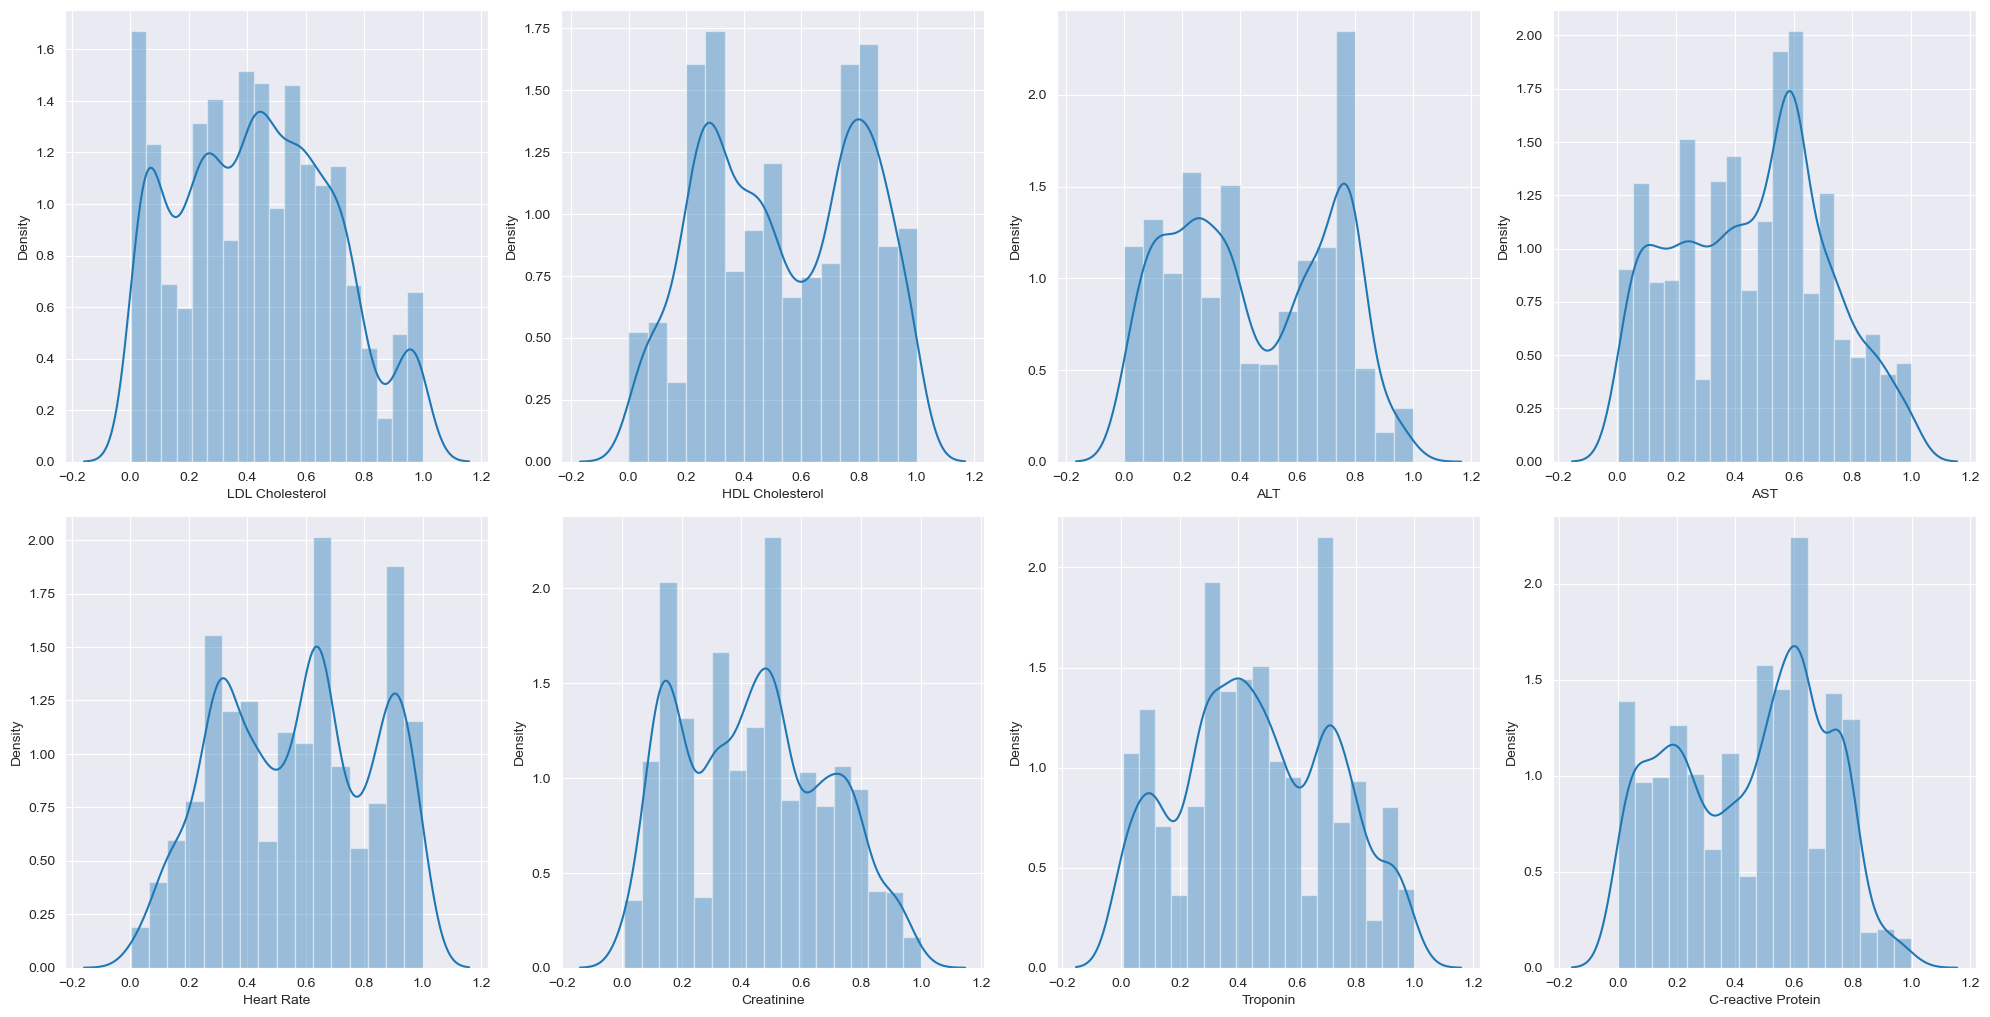 Density
1.6
1.4
1.2
1.0
0.8
0.6
0.4
0.2
0.0
−0.2 0.0 0.2 0.4 0.6 0.8 1.0 1.2
LDL Cholesterol
Density
1.75
1.50
1.25
1.00
0.75
0.50
0.25
0.00
−0.2 0.0 0.2 0.4 0.6 0.8 1.0 1.2
HDL Cholesterol
Density
2.0
1.5
1.0
0.5
0.0
−0.2 0.0 0.2 0.4 0.6 0.8 1.0 1.2
ALT
Density
2.00
1.75
1.50
1.25
1.00
0.75
0.50
0.25
0.00
−0.2 0.0 0.2 0.4 0.6 0.8 1.0 1.2
AST
Density
2.00
1.75
1.50
1.25
1.00
0.75
0.50
0.25
0.00
−0.2 0.0 0.2 0.4 0.6 0.8 1.0 1.2
Heart Rate
Density
2.0
1.5
1.0
0.5
0.0
−0.2 0.0 0.2 0.4 0.6 0.8 1.0 1.2
Creatinine
Density
2.0
1.5
1.0
0.5
0.0
−0.2 0.0 0.2 0.4 0.6 0.8 1.0 1.2
Troponin
Density
2.0
1.5
1.0
0.5
0.0
−0.2 0.0 0.2 0.4 0.6 0.8 1.0 1.2
C-reactive Protein